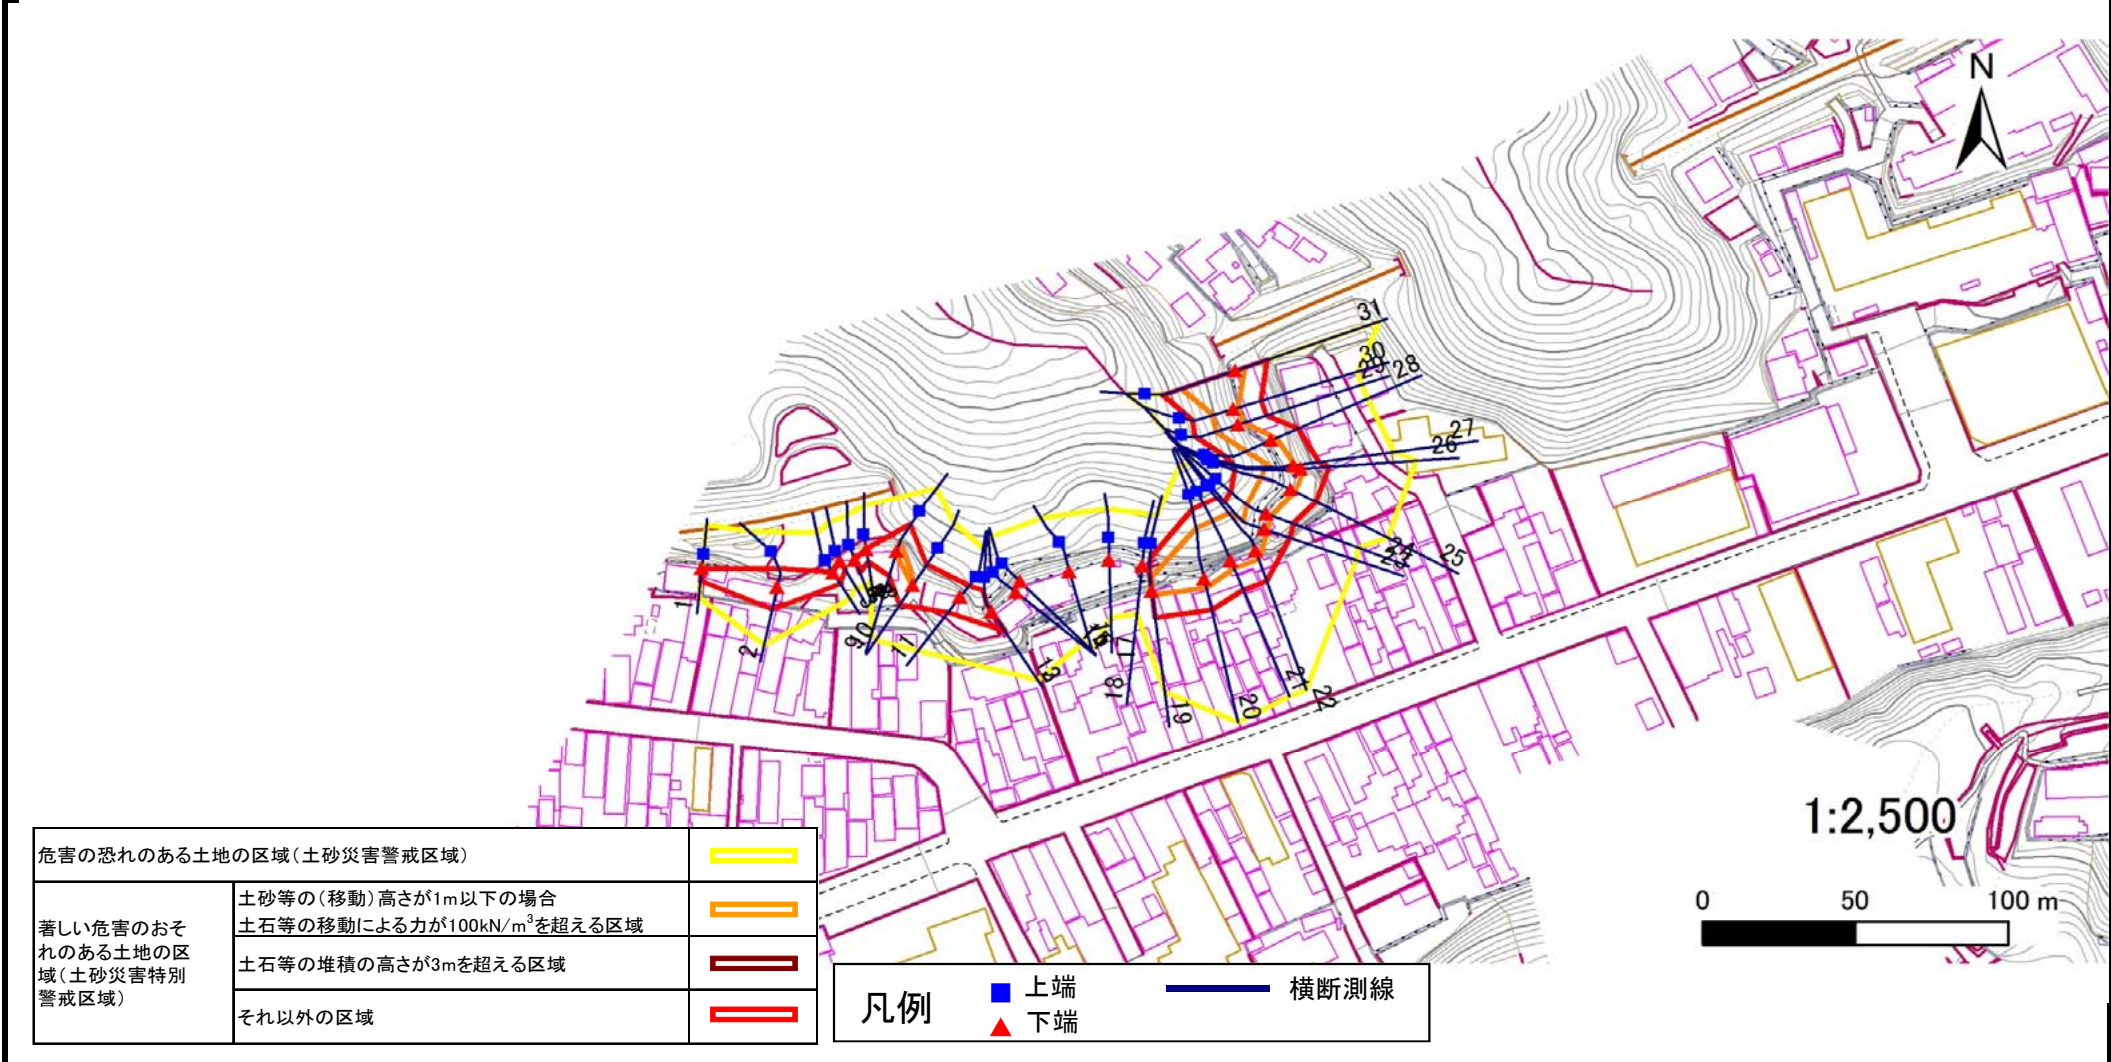 N
31
30
29
28
27
26
25
24
23
22
21
20
19
18
17
13
11
10
9
2
1
1:2,500
0 50 100 m
危害の恐れのある土地の区域(土砂災害警戒区域)
著しい危害のおそ
れのある土地の区
域(土砂災害特別
警戒区域)
土砂等の(移動)高さが1m以下の場合
土石等の移動による力が100kN/m³を超える区域
土石等の堆積の高さが3mを超える区域
それ以外の区域
凡例
上端
下端
横断測線